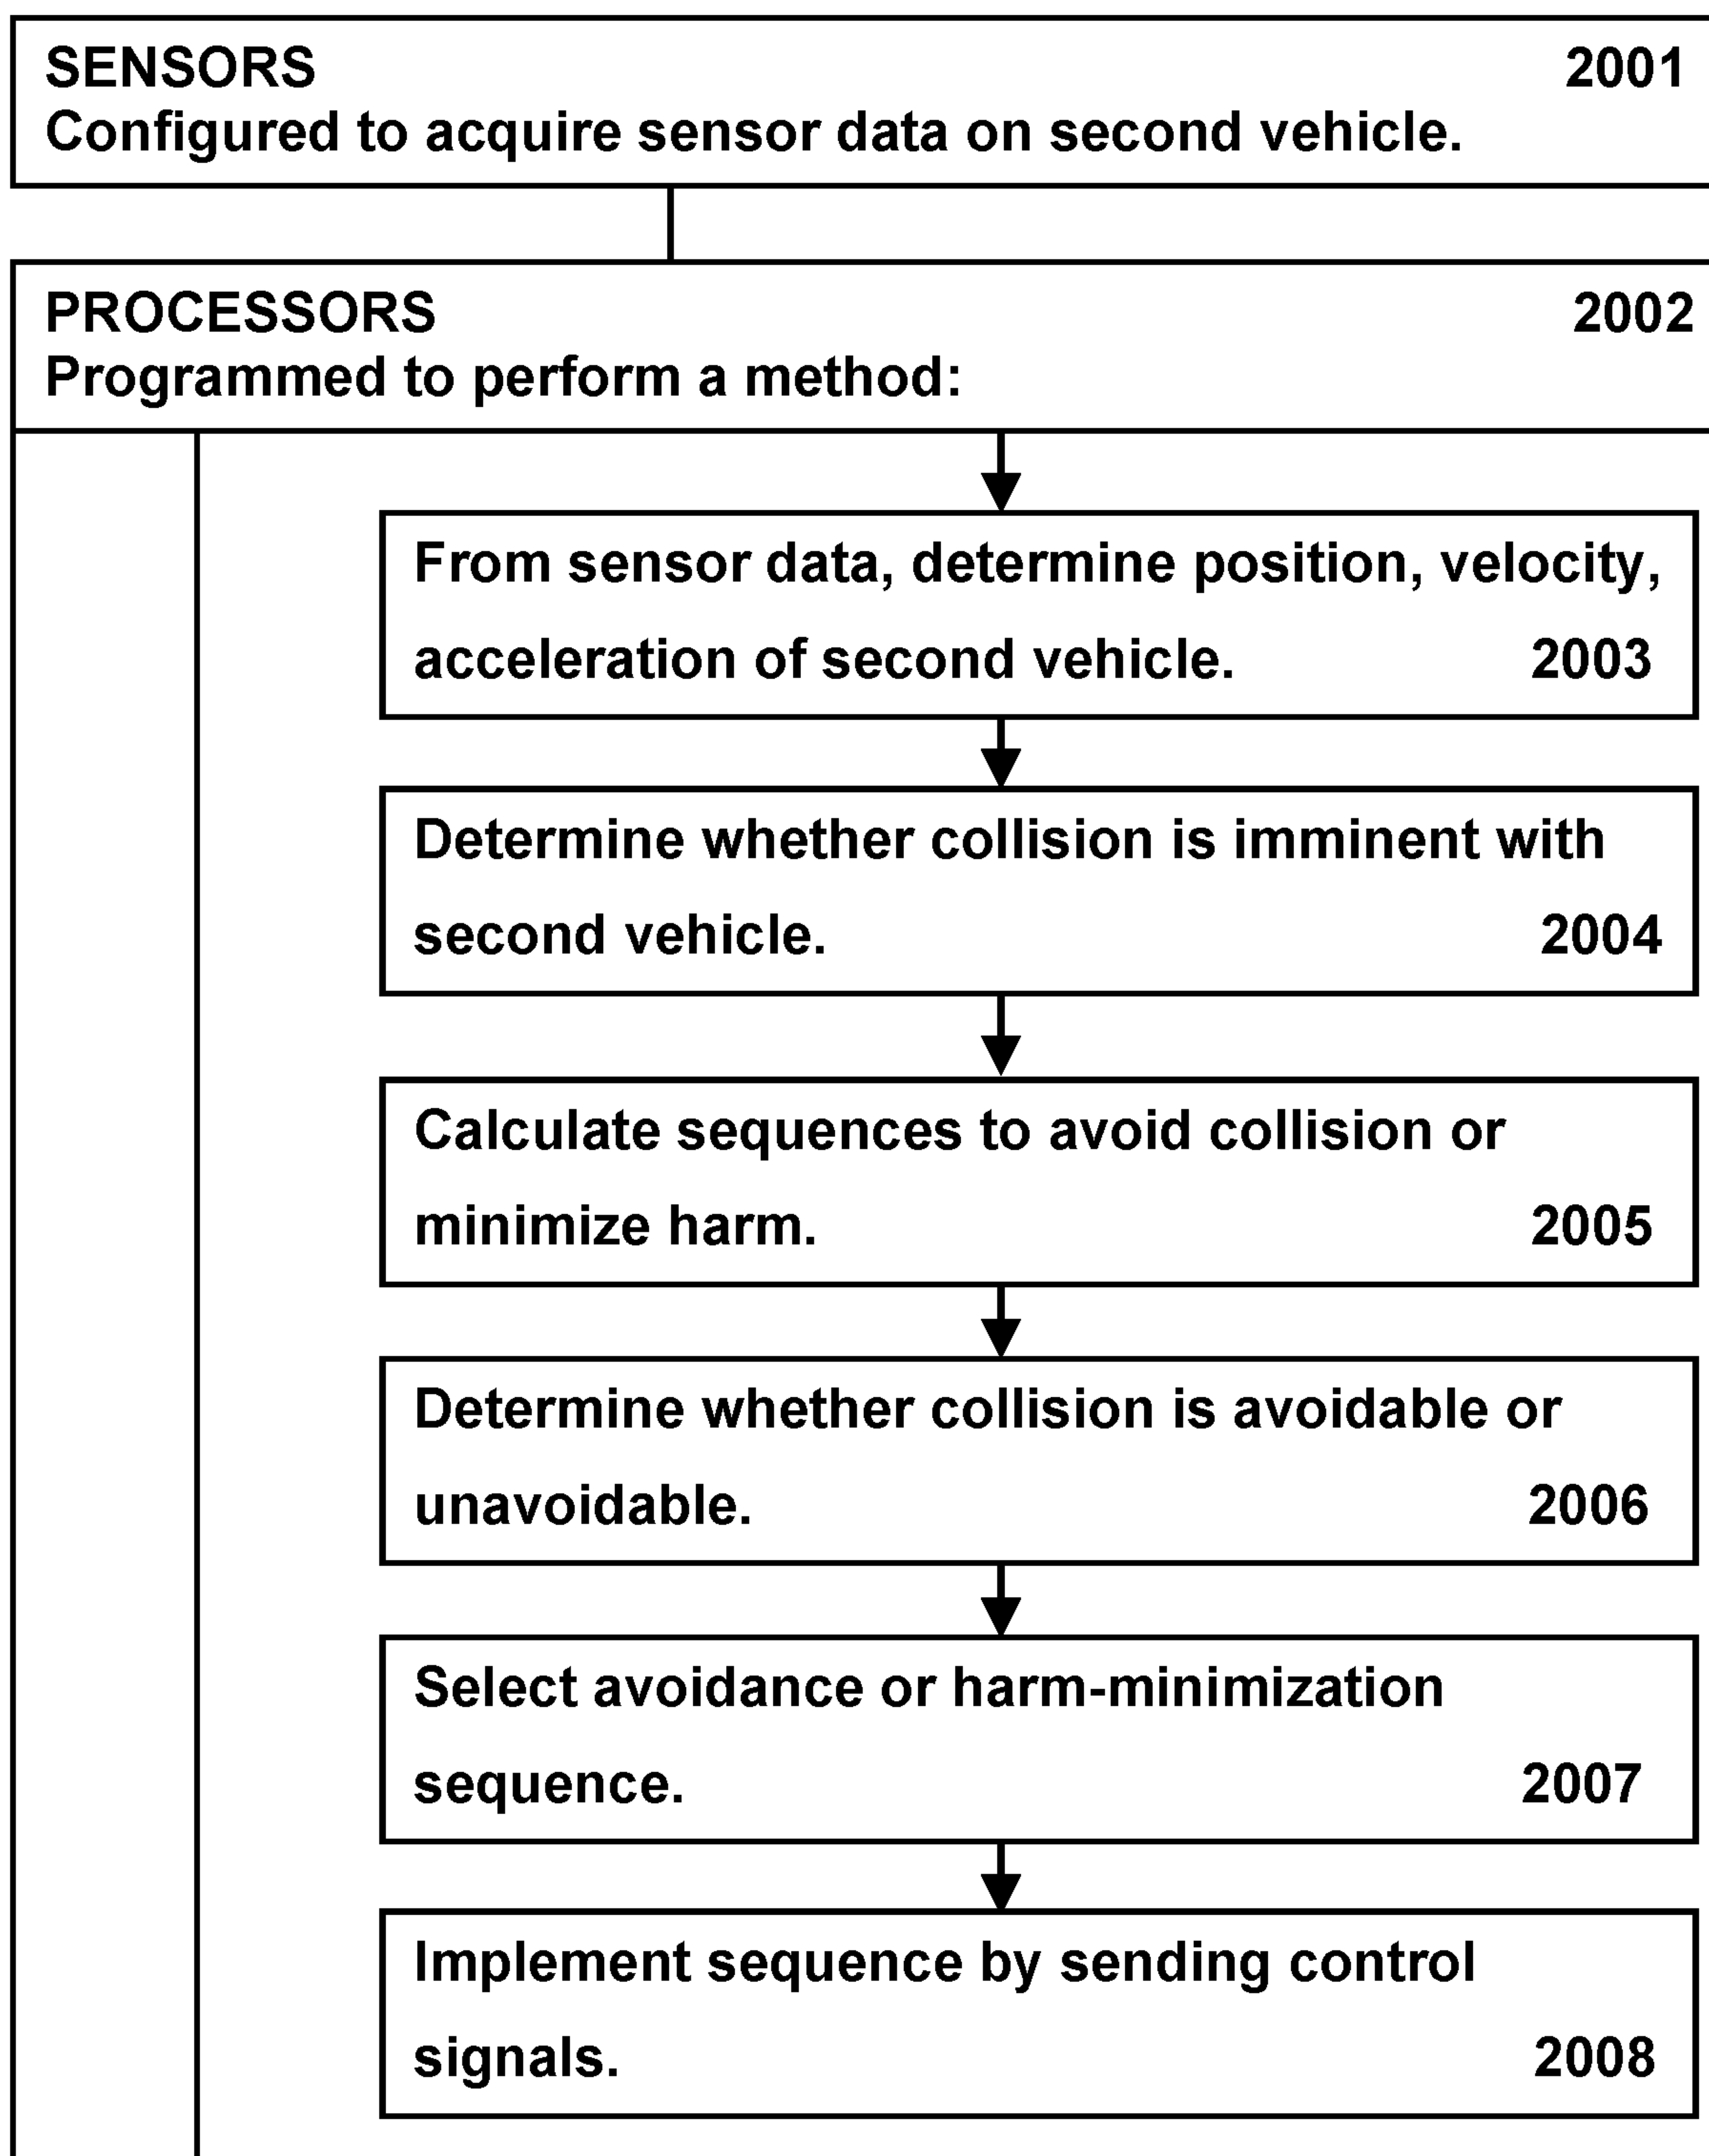 SENSORS 2001
Configured to acquire sensor data on second vehicle.
PROCESSORS 2002
Programmed to perform a method:
From sensor data, determine position, velocity,
acceleration of second vehicle. 2003
Determine whether collision is imminent with
second vehicle. 2004
Calculate sequences to avoid collision or
minimize harm. 2005
Determine whether collision is avoidable or
unavoidable. 2006
Select avoidance or harm-minimization
sequence. 2007
Implement sequence by sending control
signals. 2008